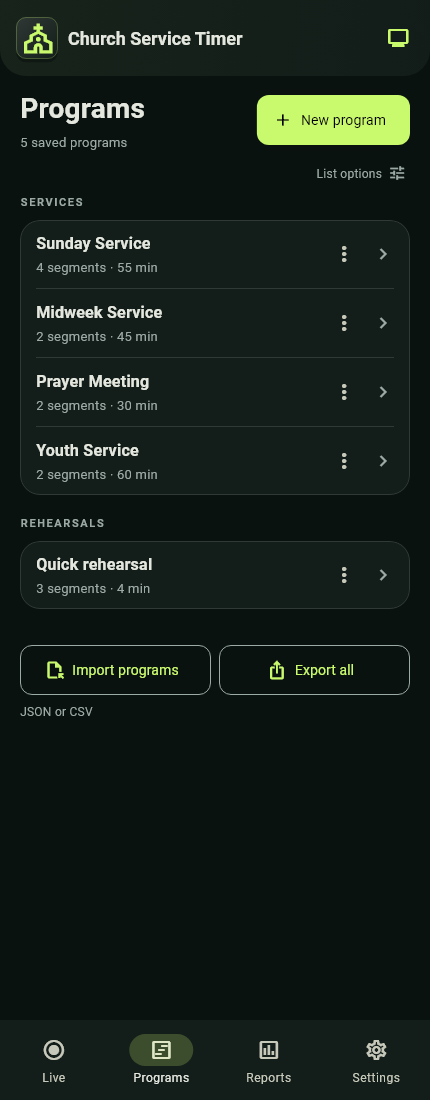 Church Service Timer
Programs
5 saved programs
New program
List options
SERVICES
Sunday Service
4 segments · 55 min
Midweek Service
2 segments · 45 min
Prayer Meeting
2 segments · 30 min
Youth Service
2 segments · 60 min
REHEARSALS
Quick rehearsal
3 segments · 4 min
Import programs
Export all
JSON or CSV
Live
Programs
Reports
Settings